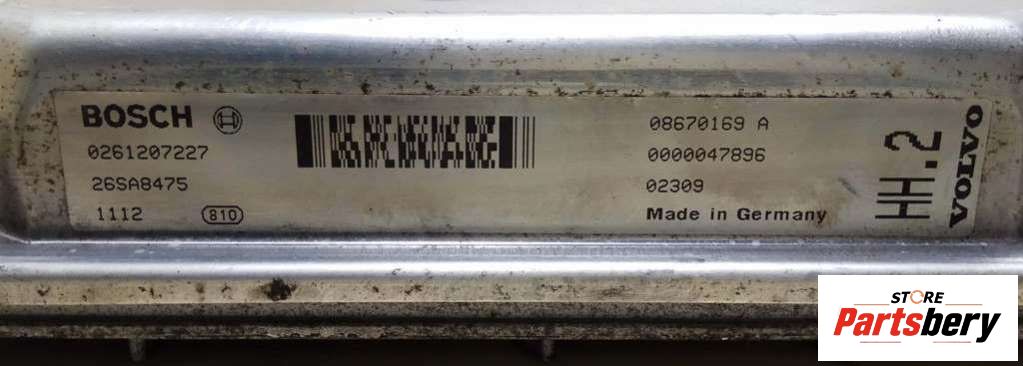 BOSCH
0261207227
26SA8475
1112 810
08670169 A
0000047896
02309
Made in Germany
HH.2
VOLVO
STORE
Partsbery